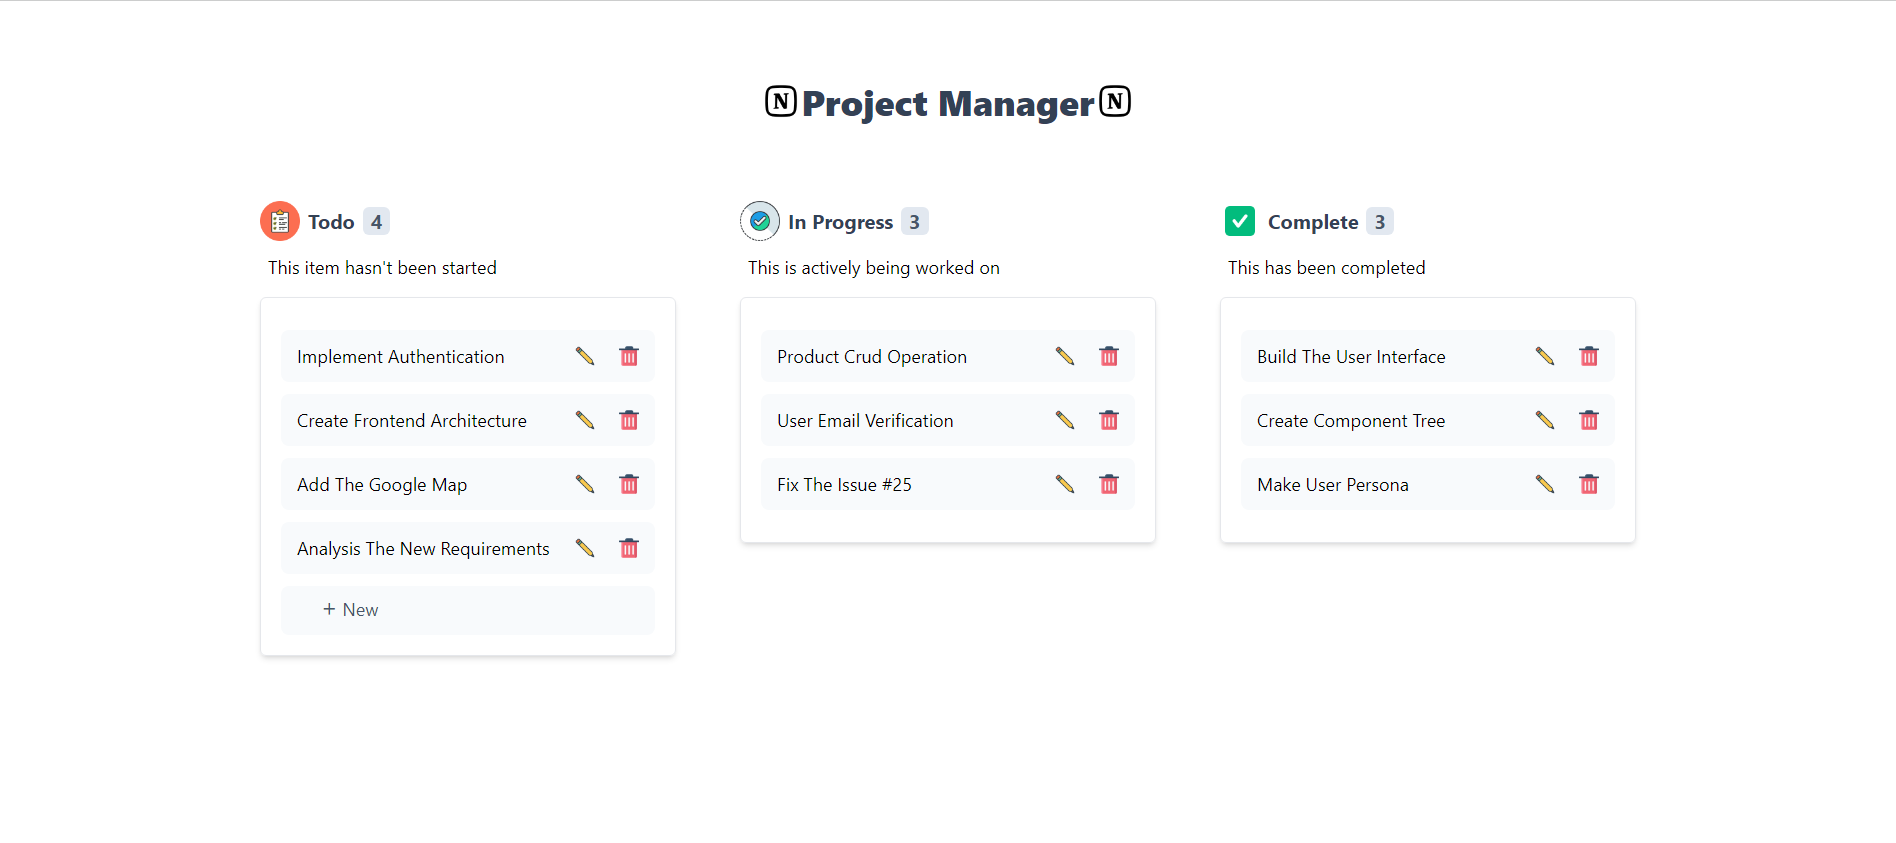 N Project Manager N
Todo 4
This item hasn't been started
Implement Authentication
Create Frontend Architecture
Add The Google Map
Analysis The New Requirements
+ New
In Progress 3
This is actively being worked on
Product Crud Operation
User Email Verification
Fix The Issue #25
Complete 3
This has been completed
Build The User Interface
Create Component Tree
Make User Persona